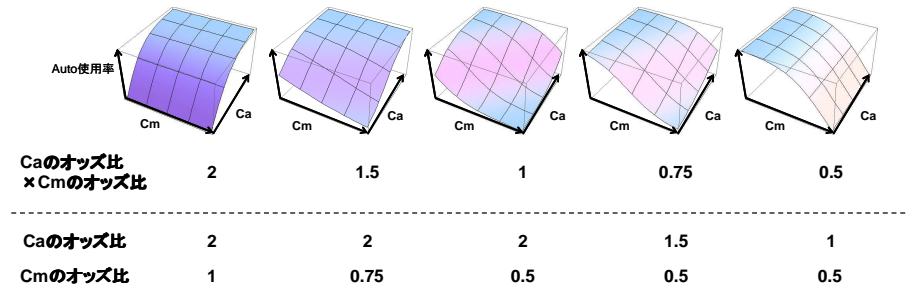 Auto使用率
Cm Ca Cm Ca Cm Ca Cm Ca Cm Ca
Caのオッズ比
×Cmのオッズ比 2 1.5 1 0.75 0.5
Caのオッズ比 2 2 2 1.5 1
Cmのオッズ比 1 0.75 0.5 0.5 0.5